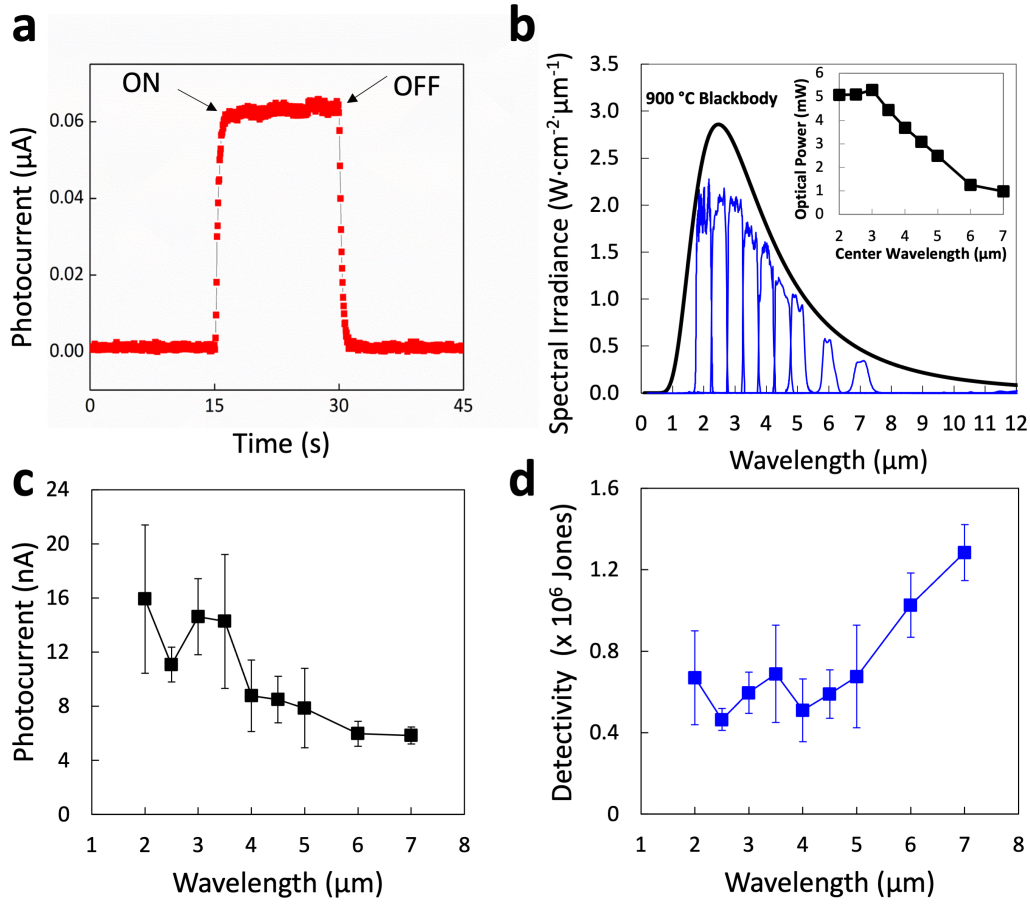 a
ON
OFF
0.06
0.04
0.02
0.00
Photocurrent (μA)
0
15
30
45
Time (s)
b
900 °C Blackbody
3.5
3.0
2.5
2.0
1.5
1.0
0.5
0.0
Spectral Irradiance (W·cm⁻²·μm⁻¹)
0 1 2 3 4 5 6 7 8 9 10 11 12
Wavelength (μm)
6
5
4
3
2
1
0
Optical Power (mW)
2 3 4 5 6 7
Center Wavelength (μm)
c
24
20
16
12
8
4
0
Photocurrent (nA)
1 2 3 4 5 6 7 8
Wavelength (μm)
d
1.6
1.2
0.8
0.4
0
Detectivity (x 10⁶ Jones)
1 2 3 4 5 6 7 8
Wavelength (μm)